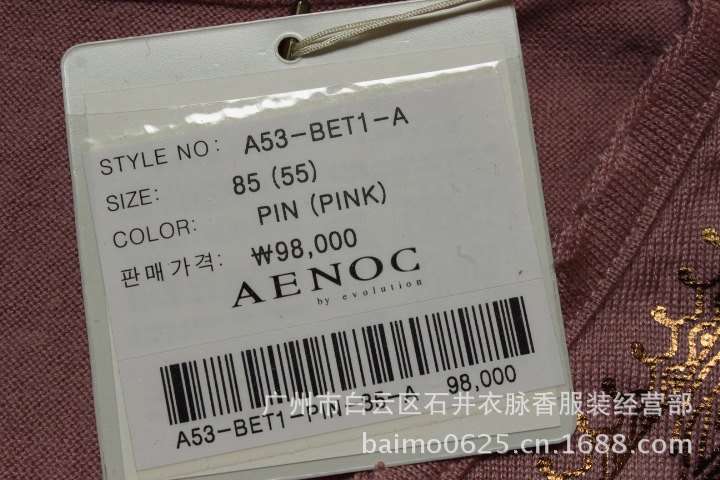 STYLE NO: A53-BET1-A
SIZE: 85 (55)
COLOR: PIN (PINK)
판매가격: ₩98,000
AENOC
by evolution
A53-BET1-PIN-85-A 98,000
广州市白云区石井衣脉香服装经营部
baimo0625.cn.1688.com